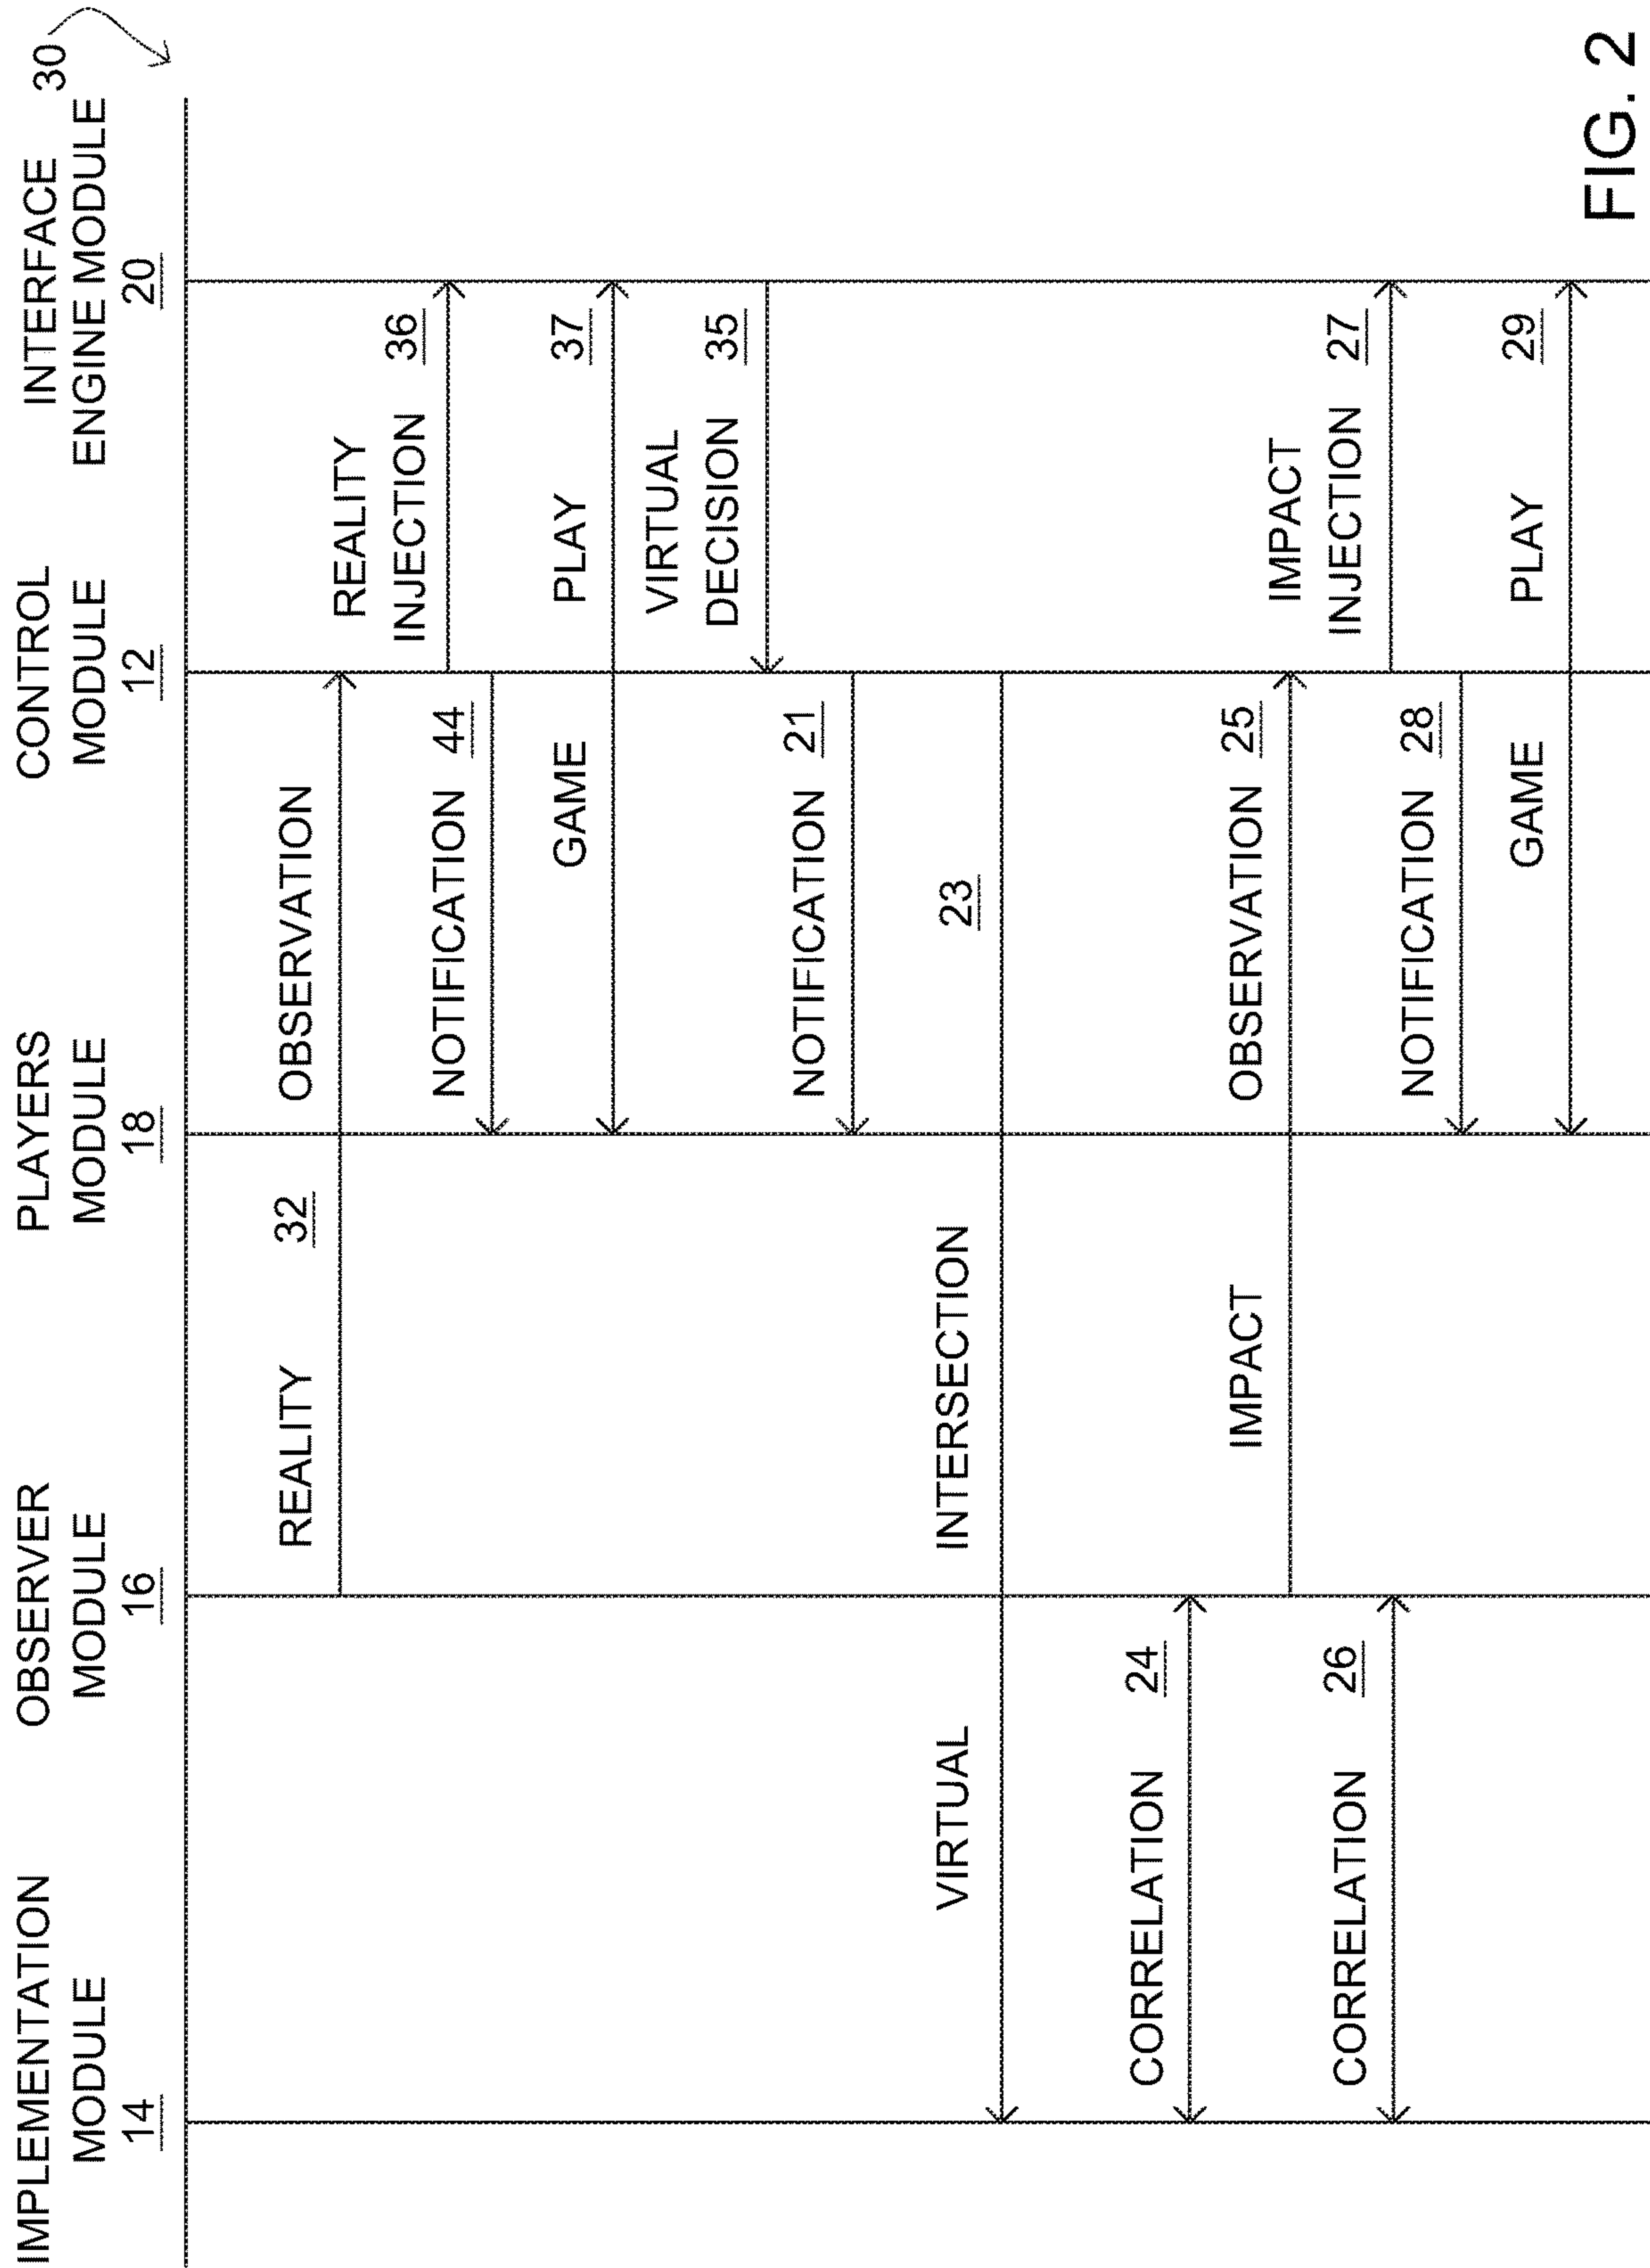 IMPLEMENTATION
MODULE
14
OBSERVER
MODULE
16
PLAYERS
MODULE
18
CONTROL
MODULE
12
INTERFACE
ENGINE MODULE
20
30
REALITY 32 OBSERVATION
REALITY
INJECTION 36
NOTIFICATION 44
GAME PLAY 37
VIRTUAL
DECISION 35
NOTIFICATION 21
VIRTUAL INTERSECTION 23
CORRELATION 24
IMPACT OBSERVATION 25
IMPACT
INJECTION 27
CORRELATION 26
NOTIFICATION 28
GAME PLAY 29
FIG. 2